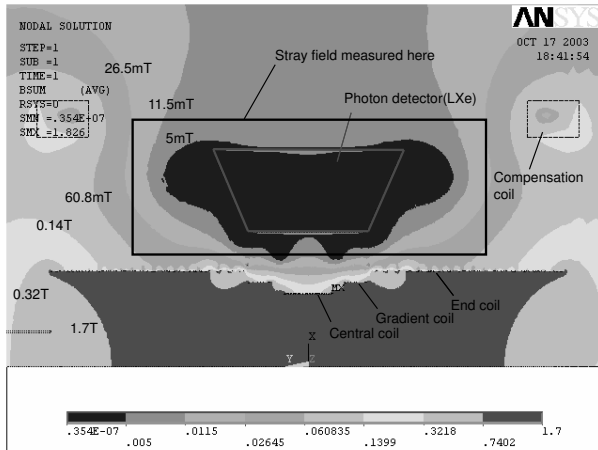 NODAL SOLUTION
ANSYS
STEP=1
SUB =1
TIME=1
BSUM (AVG)
RSYS=0
SMN =.354E-07
SMX =1.826
OCT 17 2003
18:41:54
26.5mT
Stray field measured here
11.5mT
Photon detector(LXe)
5mT
Compensation
coil
60.8mT
0.14T
0.32T
1.7T
MX
End coil
Gradient coil
Central coil
X
Y
Z
.354E-07
.005
.0115
.02645
.060835
.1399
.3218
.7402
1.7